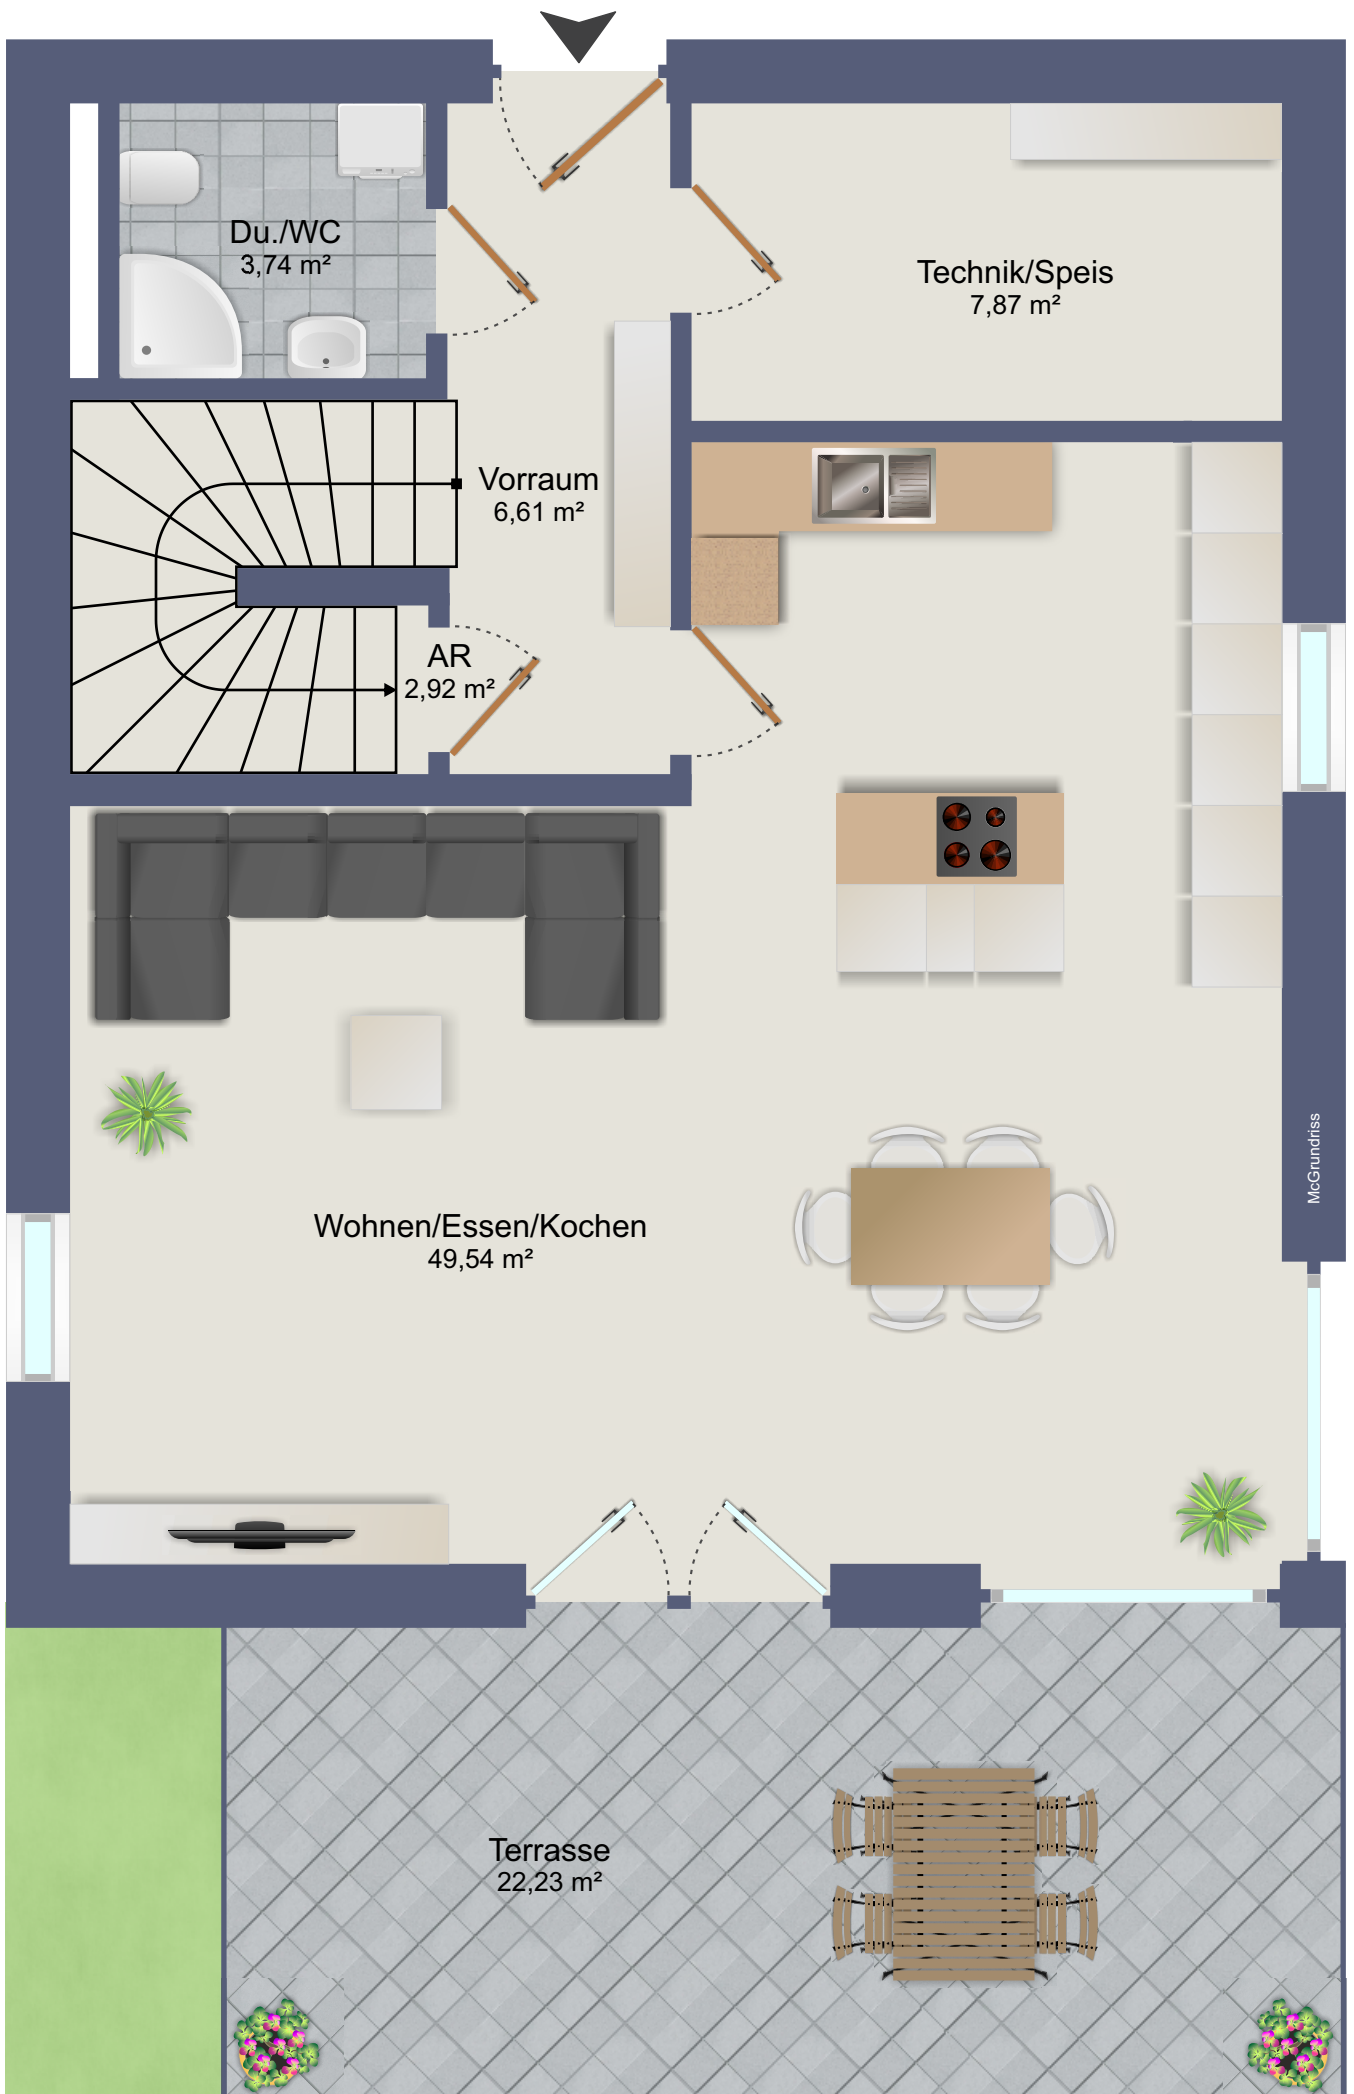 Du./WC
3,74 m²
Technik/Speis
7,87 m²
Vorraum
6,61 m²
AR
2,92 m²
McGrundriss
Wohnen/Essen/Kochen
49,54 m²
Terrasse
22,23 m²